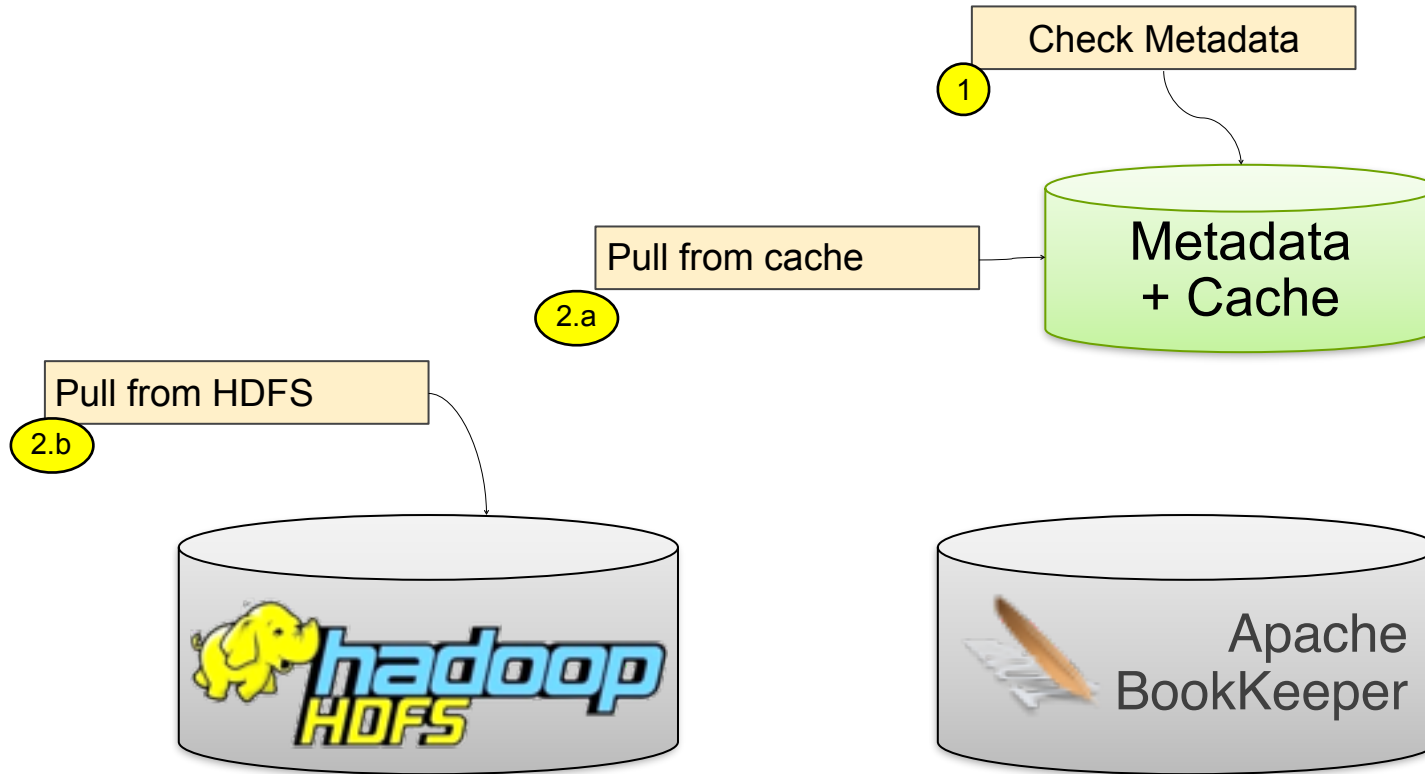 Check Metadata
1
Metadata
+ Cache
Pull from cache
2.a
Pull from HDFS
2.b
hadoop
HDFS
Apache
BookKeeper